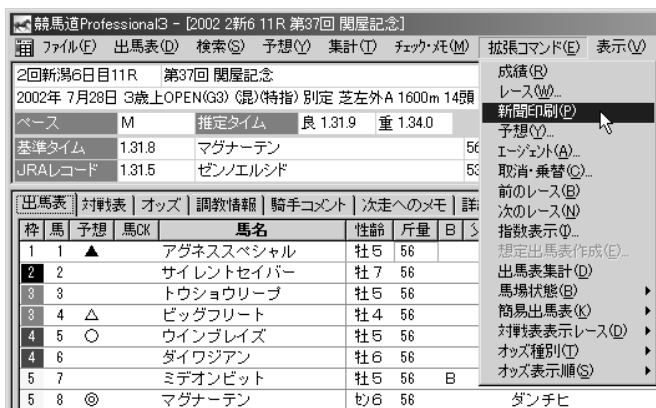 競馬道Professional3 - [2002 2新6 11R 第37回 関屋記念]
ファイル(F) 出馬表(D) 検索(S) 予想(V) 集計(T) チェック・メモ(M) 拡張コマンド(E) 表示(V)
2回新潟6日目11R 第37回 関屋記念
2002年 7月28日 3歳上OPEN(G3) (混)(特指) 別定 芝左外A 1600m 14頭
ペース M 推定タイム 良 1.31.9 重 1.34.0
基準タイム 1.31.8 マグナーテン 56
JRAレコード 1.31.5 ゼンノエルシド 53
出馬表 対戦表 オッズ 調教情報 騎手コメント 次走へのメモ
枠 馬 予想 馬CK 馬名 性齢 斤量 B
1 1 ▲ アグネススペシャル 牡5 56
2 2 サイレントセイバー 牡7 56
3 3 トウショウリープ 牡5 56
3 4 △ ビッグフリート 牡4 56
4 5 ○ ウインブレイズ 牡5 56
4 6 ダイワジアン 牡6 56
5 7 ミデオンビット 牡5 56 B
5 8 ◎ マグナーテン セン6 56 ダンチヒ
成績(R)
レース(W)...
新聞印刷(P)
予想(Y)...
エージェント(A)...
取消・乗替(C)...
前のレース(B)
次のレース(N)
指数表示(I)...
想定出馬表作成(E)...
出馬表集計(D)
馬場状態(B)
簡易出馬表(K)
対戦表表示レース(D)
オッズ種別(T)
オッズ表示順(S)